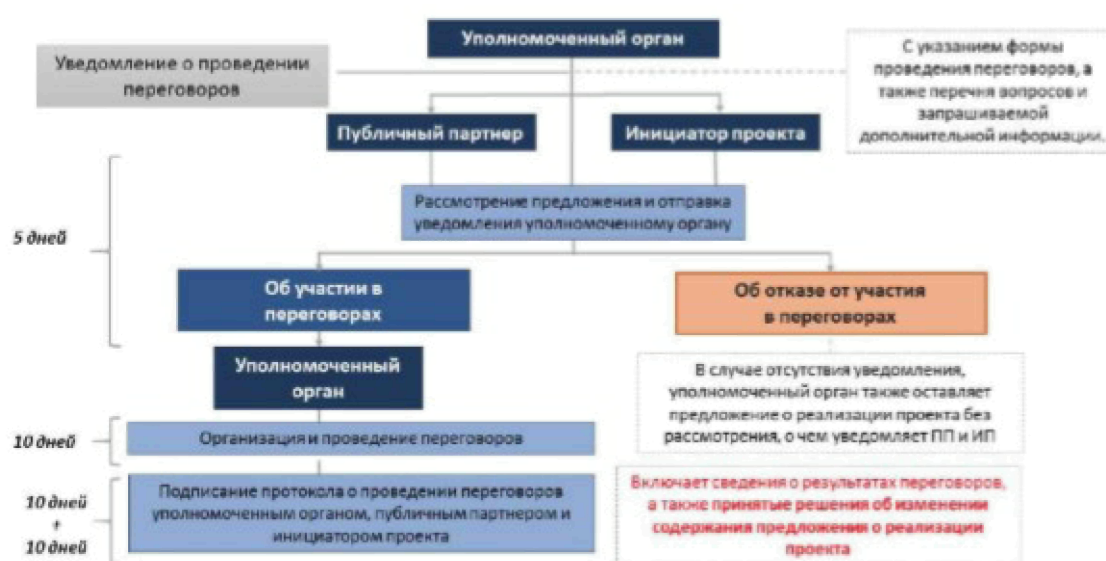 Уполномоченный орган
Уведомление о проведении
переговоров
С указанием формы
проведения переговоров, а
также перечня вопросов и
запрашиваемой
дополнительной информации.
Публичный партнер
Инициатор проекта
Рассмотрение предложения и отправка
уведомления уполномоченному органу
5 дней
Об участии в
переговорах
Об отказе от участия
в переговорах
Уполномоченный
орган
В случае отсутствия уведомления,
уполномоченный орган также оставляет
предложение о реализации проекта без
рассмотрения, о чем уведомляет ПП и ИП
10 дней
Организация и проведение переговоров
10 дней
+
10 дней
Подписание протокола о проведении переговоров
уполномоченным органом, публичным партнером и
инициатором проекта
Включает сведения о результатах переговоров,
а также принятые решения об изменении
содержания предложения о реализации
проекта